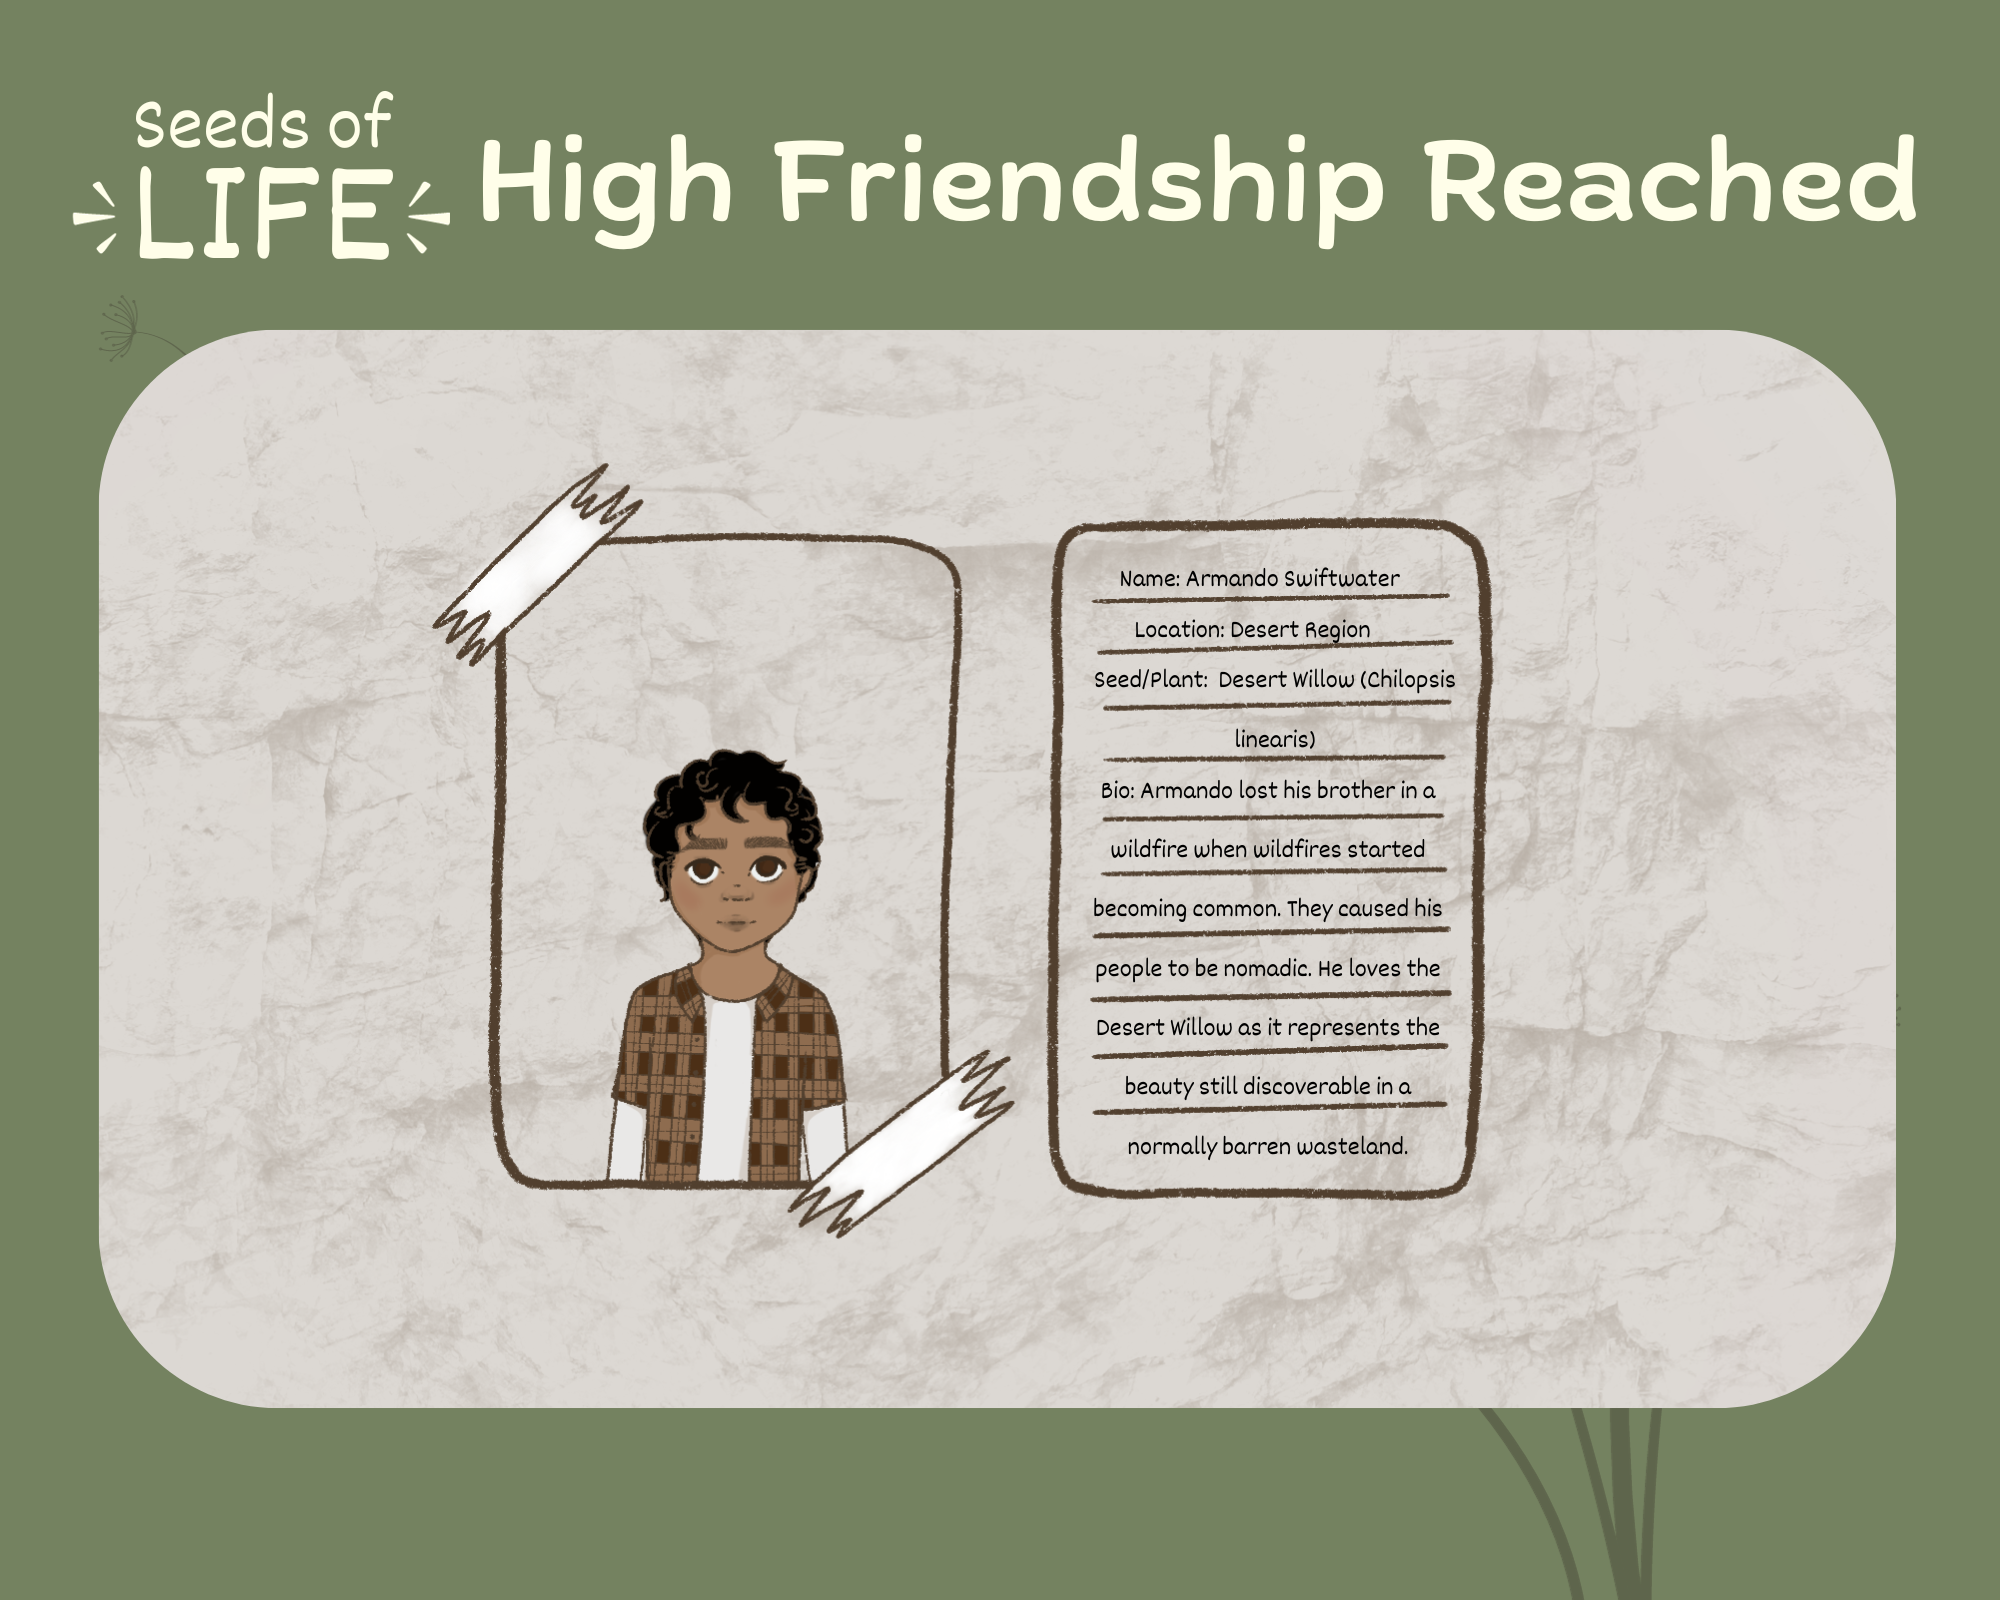 Seeds of
LIFE
High Friendship Reached
Name: Armando Swiftwater
Location: Desert Region
Seed/Plant: Desert Willow (Chilopsis
linearis)
Bio: Armando lost his brother in a
wildfire when wildfires started
becoming common. They caused his
people to be nomadic. He loves the
Desert Willow as it represents the
beauty still discoverable in a
normally barren wasteland.